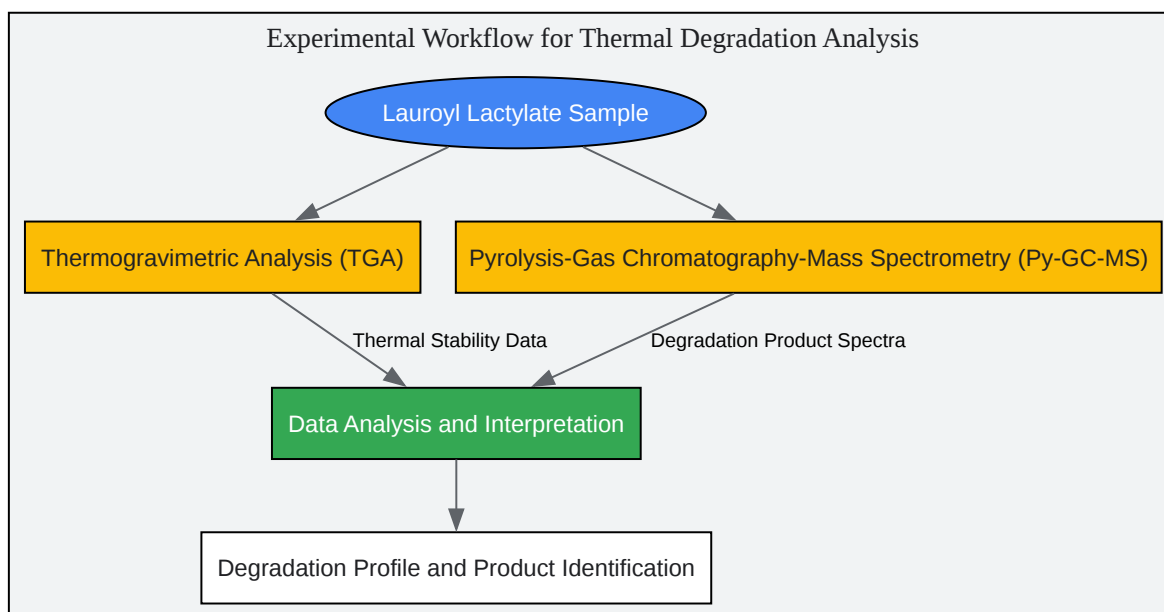 Experimental Workflow for Thermal Degradation Analysis
Lauroyl Lactylate Sample
Thermogravimetric Analysis (TGA)
Pyrolysis-Gas Chromatography-Mass Spectrometry (Py-GC-MS)
Thermal Stability Data
Degradation Product Spectra
Data Analysis and Interpretation
Degradation Profile and Product Identification